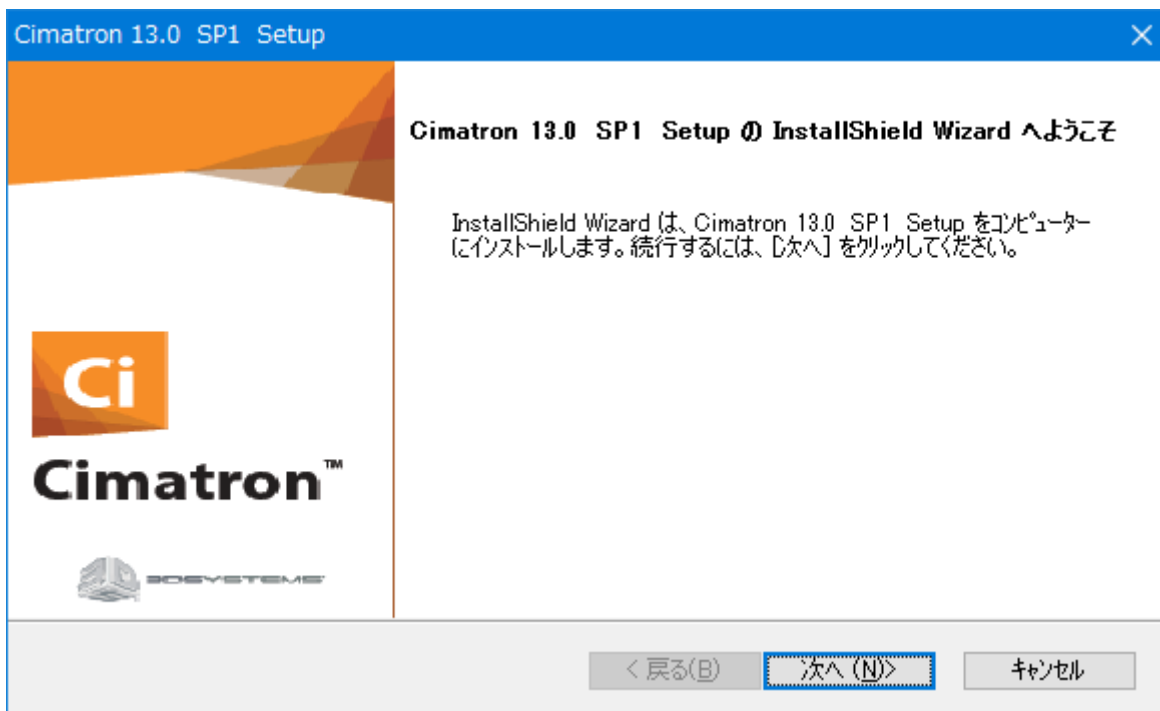 Cimatron 13.0 SP1 Setup
Cimatron 13.0 SP1 Setup の InstallShield Wizard へようこそ
InstallShield Wizard は、Cimatron 13.0 SP1 Setup をコンピューター
にインストールします。続行するには、[次へ] をクリックしてください。
Ci
Cimatron™
3DSYSTEMS
< 戻る(B)
次へ (N)>
キャンセル